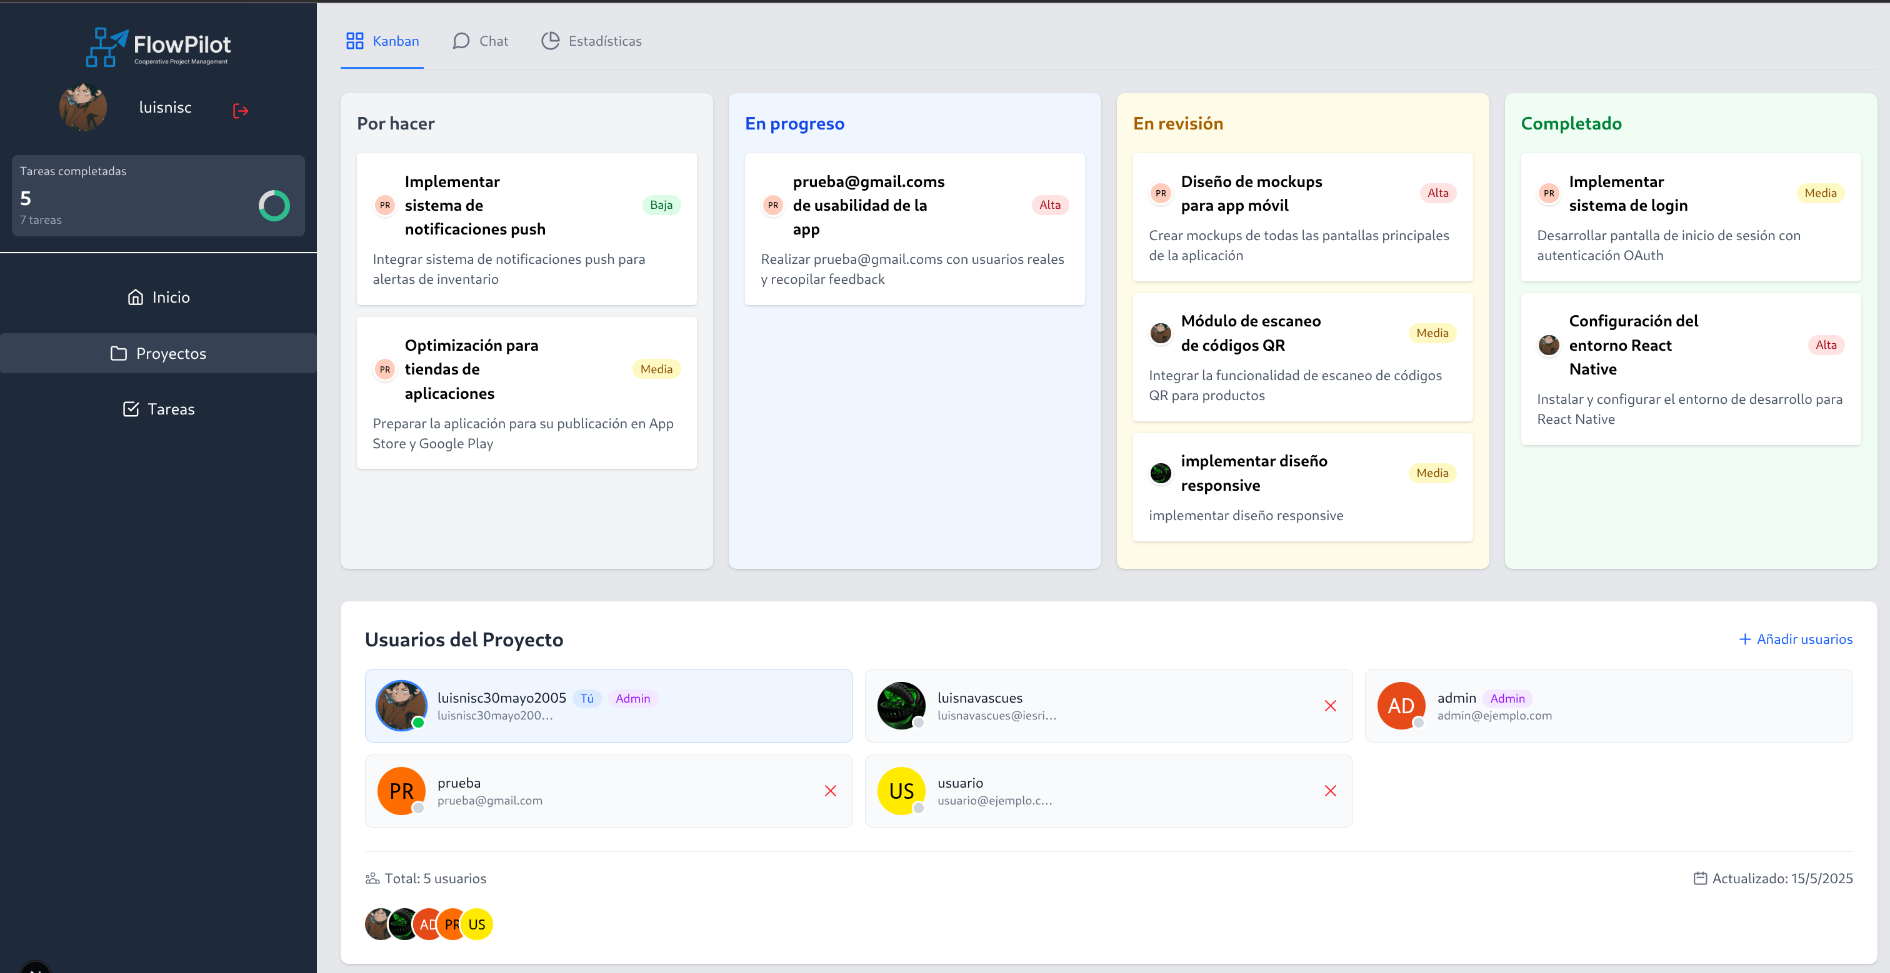 FlowPilot
Cooperative Project Management
luisnisc
Tareas completadas
5
7 tareas
Inicio
Proyectos
Tareas
Kanban
Chat
Estadísticas
Por hacer
PR
Implementar
sistema de
notificaciones push
Baja
Integrar sistema de notificaciones push para
alertas de inventario
PR
Optimización para
tiendas de
aplicaciones
Media
Preparar la aplicación para su publicación en App
Store y Google Play
En progreso
PR
prueba@gmail.coms
de usabilidad de la
app
Alta
Realizar prueba@gmail.coms con usuarios reales
y recopilar feedback
En revisión
PR
Diseño de mockups
para app móvil
Alta
Crear mockups de todas las pantallas principales
de la aplicación
Módulo de escaneo
de códigos QR
Media
Integrar la funcionalidad de escaneo de códigos
QR para productos
implementar diseño
responsive
Media
implementar diseño responsive
Completado
PR
Implementar
sistema de login
Media
Desarrollar pantalla de inicio de sesión con
autenticación OAuth
Configuración del
entorno React
Native
Alta
Instalar y configurar el entorno de desarrollo para
React Native
Usuarios del Proyecto
Añadir usuarios
luisnisc30mayo2005 Tú Admin
luisnisc30mayo200...
luisnavascues
luisnavascues@iesri...
AD
admin Admin
admin@ejemplo.com
PR
prueba
prueba@gmail.com
US
usuario
usuario@ejemplo.c...
Total: 5 usuarios
Actualizado: 15/5/2025
AD PR US